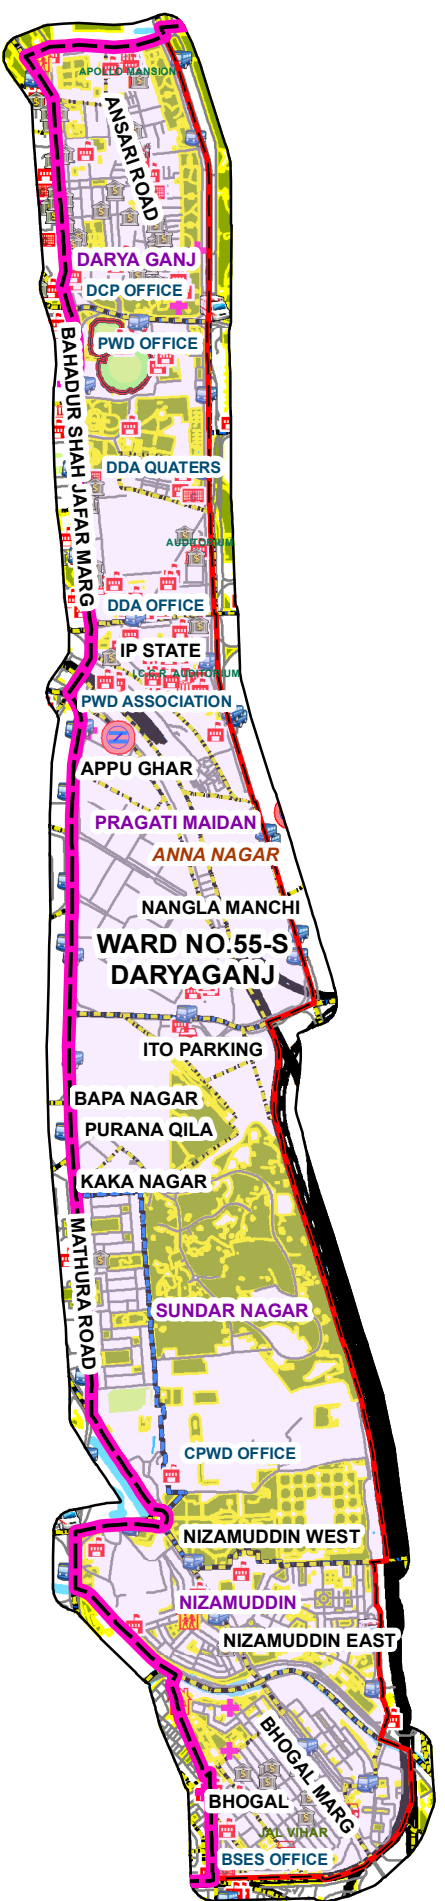 APOLLO MANSION
ANSARI ROAD
DARYA GANJ
DCP OFFICE
PWD OFFICE
BAHADUR SHAH JAFAR MARG
DDA QUATERS
AUDITORIUM
DDA OFFICE
IP STATE
I.C.C.R. AUDITORIUM
PWD ASSOCIATION
APPU GHAR
PRAGATI MAIDAN
ANNA NAGAR
NANGLA MANCHI
WARD NO.55-S
DARYAGANJ
ITO PARKING
BAPA NAGAR
PURANA QILA
KAKA NAGAR
MATHURA ROAD
SUNDAR NAGAR
CPWD OFFICE
NIZAMUDDIN WEST
NIZAMUDDIN
NIZAMUDDIN EAST
BHOGAL MARG
BHOGAL
JAL VIHAR
BSES OFFICE